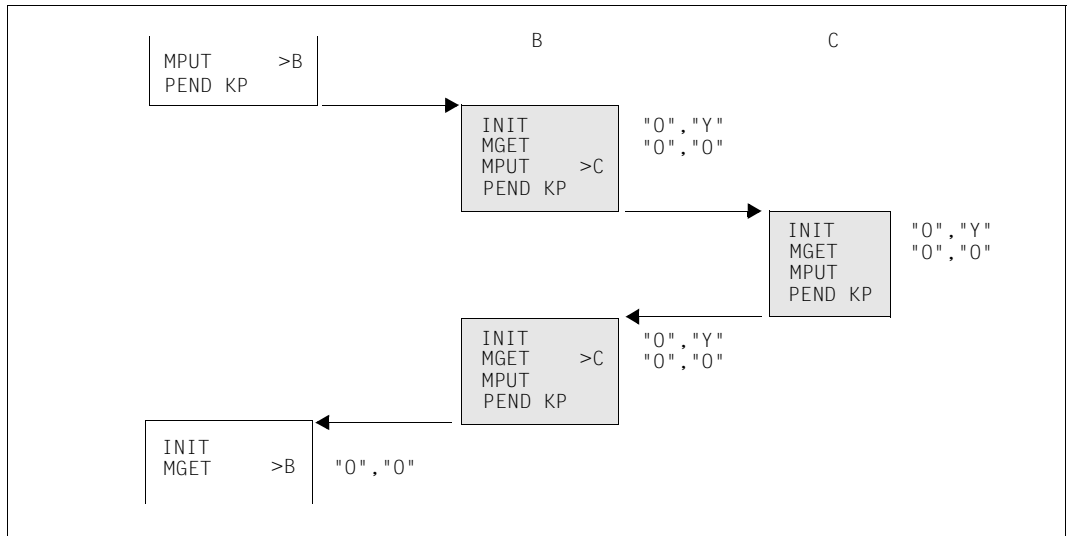 B C
MPUT >B
PEND KP
INIT "O","Y"
MGET "O","O"
MPUT >C
PEND KP
INIT "O","Y"
MGET "O","O"
MPUT
PEND KP
INIT "O","Y"
MGET >C "O","O"
MPUT
PEND KP
INIT
MGET >B "O","O"